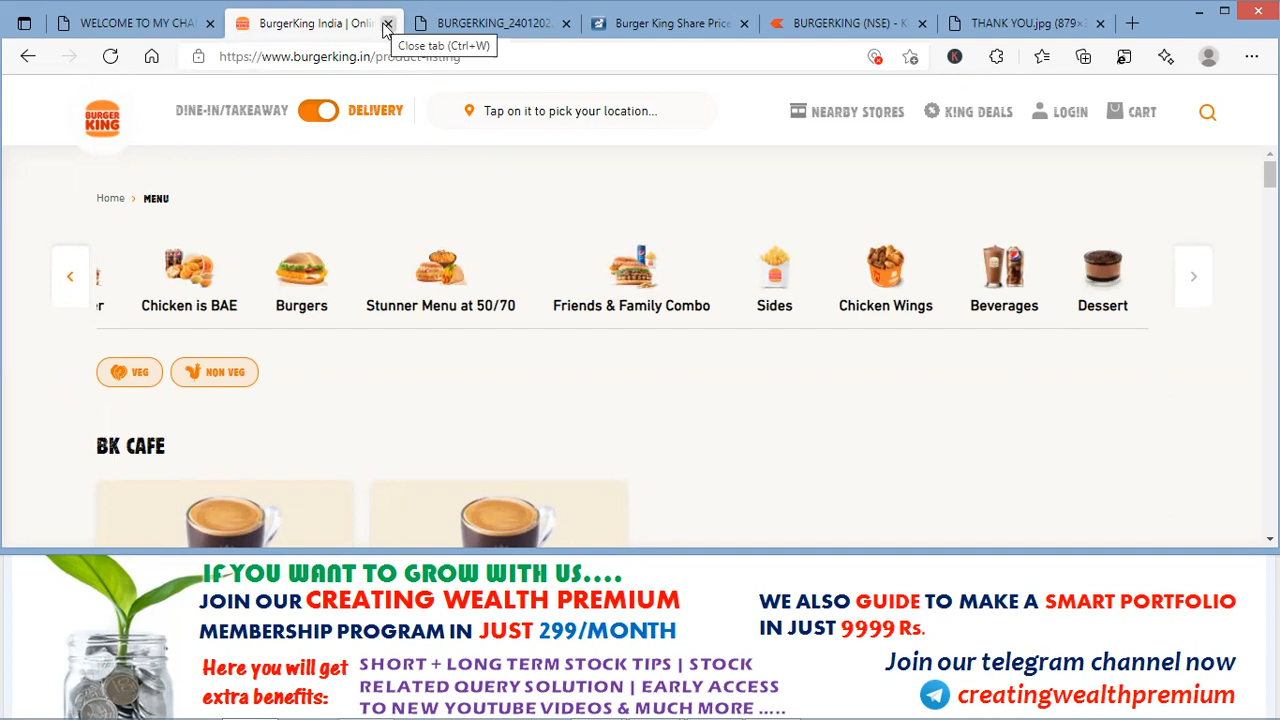 WELCOME TO MY CHA
BurgerKing India | Onlin
BURGERKING_2401202
Burger King Share Price
BURGERKING (NSE) - K
THANK YOU.jpg (879×
Close tab (Ctrl+W)
https://www.burgerking.in/product-listing
BURGER KING
DINE-IN/TAKEAWAY
DELIVERY
Tap on it to pick your location...
NEARBY STORES
KING DEALS
LOGIN
CART
Home › MENU
er
Chicken is BAE
Burgers
Stunner Menu at 50/70
Friends & Family Combo
Sides
Chicken Wings
Beverages
Dessert
VEG
NON VEG
BK CAFE
IF YOU WANT TO GROW WITH US....
JOIN OUR CREATING WEALTH PREMIUM
MEMBERSHIP PROGRAM IN JUST 299/MONTH
Here you will get
extra benefits:
SHORT + LONG TERM STOCK TIPS | STOCK
RELATED QUERY SOLUTION | EARLY ACCESS
TO NEW YOUTUBE VIDEOS & MUCH MORE .....
WE ALSO GUIDE TO MAKE A SMART PORTFOLIO
IN JUST 9999 Rs.
Join our telegram channel now
creatingwealthpremium